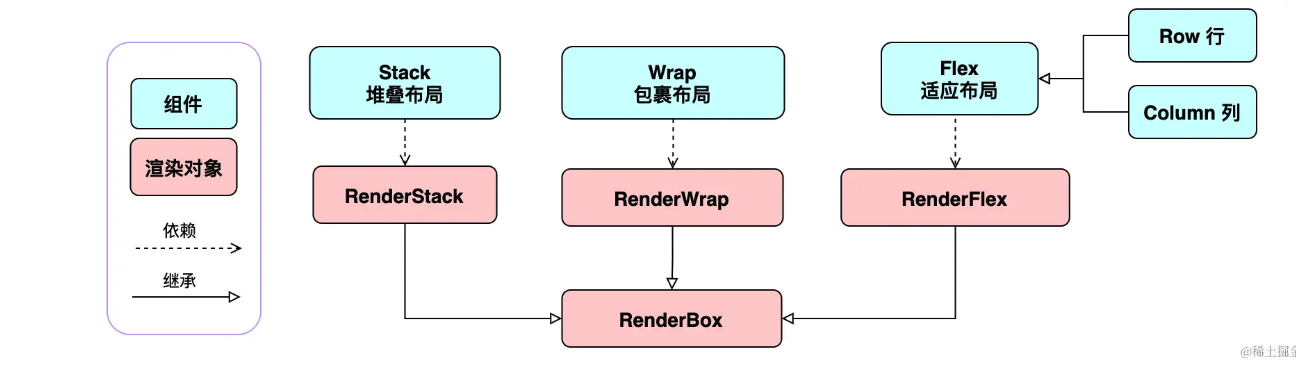 组件
渲染对象
依赖
继承
Stack
堆叠布局
Wrap
包裹布局
Flex
适应布局
Row 行
Column 列
RenderStack
RenderWrap
RenderFlex
RenderBox
@稀土掘金